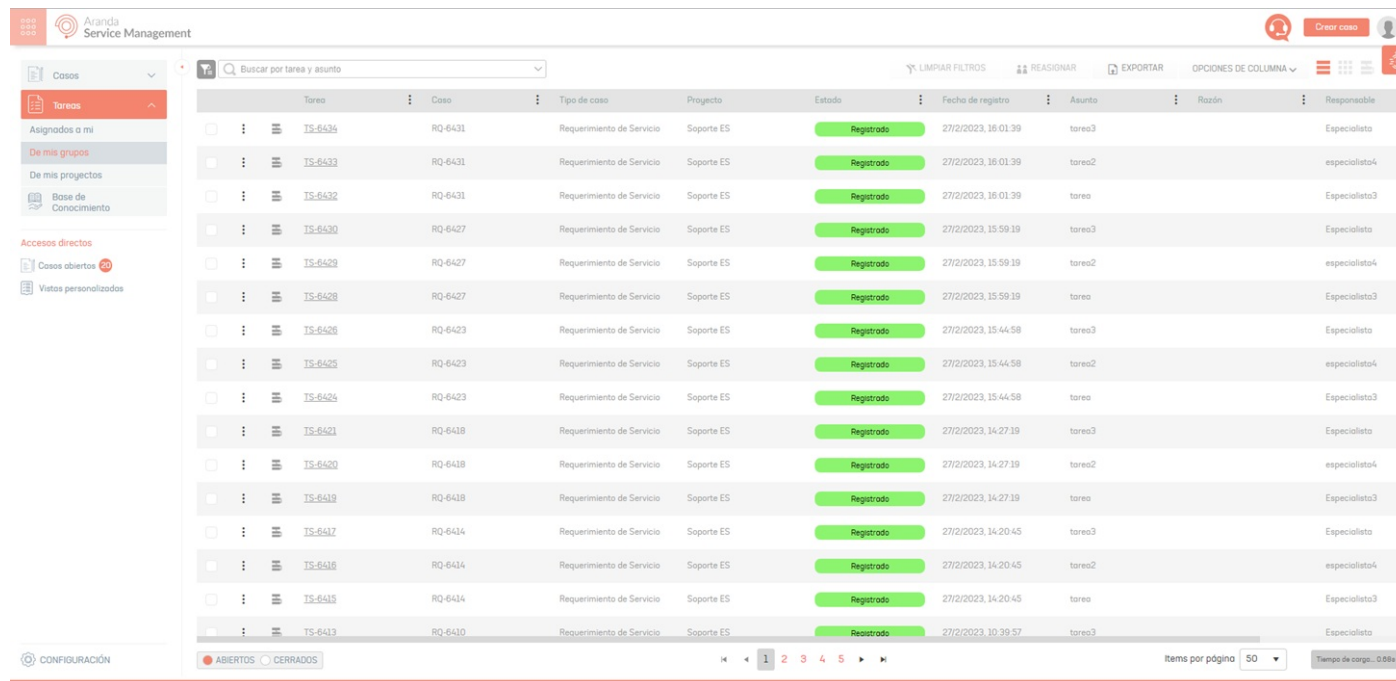 Aranda
Service Management
Crear caso
Casos
Tareas
Asignados a mi
De mis grupos
De mis proyectos
Base de
Conocimiento
Accesos directos
Casos abiertos 20
Vistas personalizadas
CONFIGURACIÓN
Buscar por tarea y asunto
LIMPIAR FILTROS REASIGNAR EXPORTAR OPCIONES DE COLUMNA
Tarea Caso Tipo de caso Proyecto Estado Fecha de registro Asunto Razón Responsable
TS-6434 RQ-6431 Requerimiento de Servicio Soporte ES Registrado 27/2/2023, 16:01:39 tarea3 Especialista
TS-6433 RQ-6431 Requerimiento de Servicio Soporte ES Registrado 27/2/2023, 16:01:39 tarea2 especialista4
TS-6432 RQ-6431 Requerimiento de Servicio Soporte ES Registrado 27/2/2023, 16:01:39 tarea Especialista3
TS-6430 RQ-6427 Requerimiento de Servicio Soporte ES Registrado 27/2/2023, 15:59:19 tarea3 Especialista
TS-6429 RQ-6427 Requerimiento de Servicio Soporte ES Registrado 27/2/2023, 15:59:19 tarea2 especialista4
TS-6428 RQ-6427 Requerimiento de Servicio Soporte ES Registrado 27/2/2023, 15:59:19 tarea Especialista3
TS-6426 RQ-6423 Requerimiento de Servicio Soporte ES Registrado 27/2/2023, 15:44:58 tarea3 Especialista
TS-6425 RQ-6423 Requerimiento de Servicio Soporte ES Registrado 27/2/2023, 15:44:58 tarea2 especialista4
TS-6424 RQ-6423 Requerimiento de Servicio Soporte ES Registrado 27/2/2023, 15:44:58 tarea Especialista3
TS-6421 RQ-6418 Requerimiento de Servicio Soporte ES Registrado 27/2/2023, 14:27:19 tarea3 Especialista
TS-6420 RQ-6418 Requerimiento de Servicio Soporte ES Registrado 27/2/2023, 14:27:19 tarea2 especialista4
TS-6419 RQ-6418 Requerimiento de Servicio Soporte ES Registrado 27/2/2023, 14:27:19 tarea Especialista3
TS-6417 RQ-6414 Requerimiento de Servicio Soporte ES Registrado 27/2/2023, 14:20:45 tarea3 Especialista
TS-6416 RQ-6414 Requerimiento de Servicio Soporte ES Registrado 27/2/2023, 14:20:45 tarea2 especialista4
TS-6415 RQ-6414 Requerimiento de Servicio Soporte ES Registrado 27/2/2023, 14:20:45 tarea Especialista3
TS-6413 RQ-6410 Requerimiento de Servicio Soporte ES Registrado 27/2/2023, 10:39:57 tarea3 Especialista
ABIERTOS CERRADOS 1 2 3 4 5 Items por página 50 Tiempo de carga... 0.68s